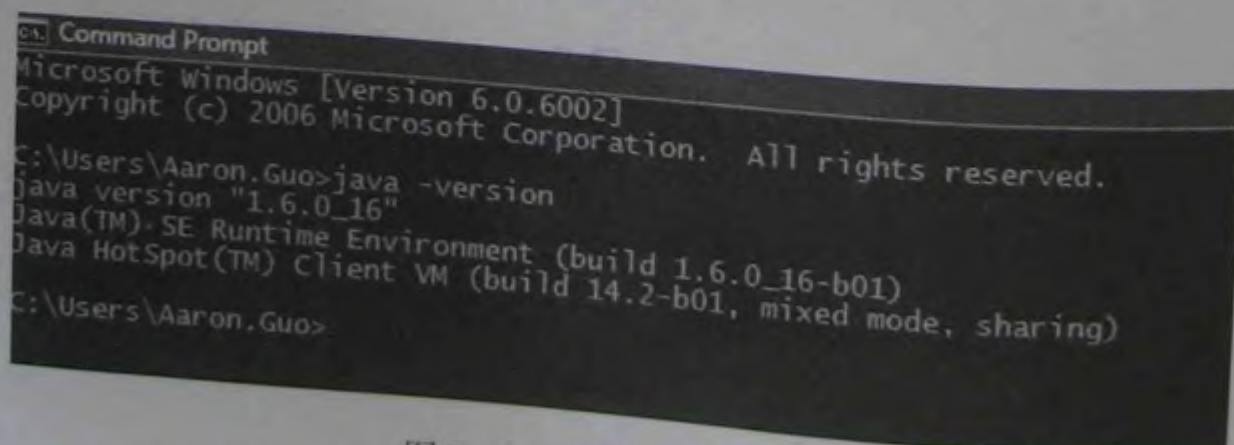 C:\. Command Prompt
Microsoft Windows [Version 6.0.6002]
Copyright (c) 2006 Microsoft Corporation.  All rights reserved.
C:\Users\Aaron.Guo>java -version
java version "1.6.0_16"
Java(TM) SE Runtime Environment (build 1.6.0_16-b01)
Java HotSpot(TM) Client VM (build 14.2-b01, mixed mode, sharing)
C:\Users\Aaron.Guo>